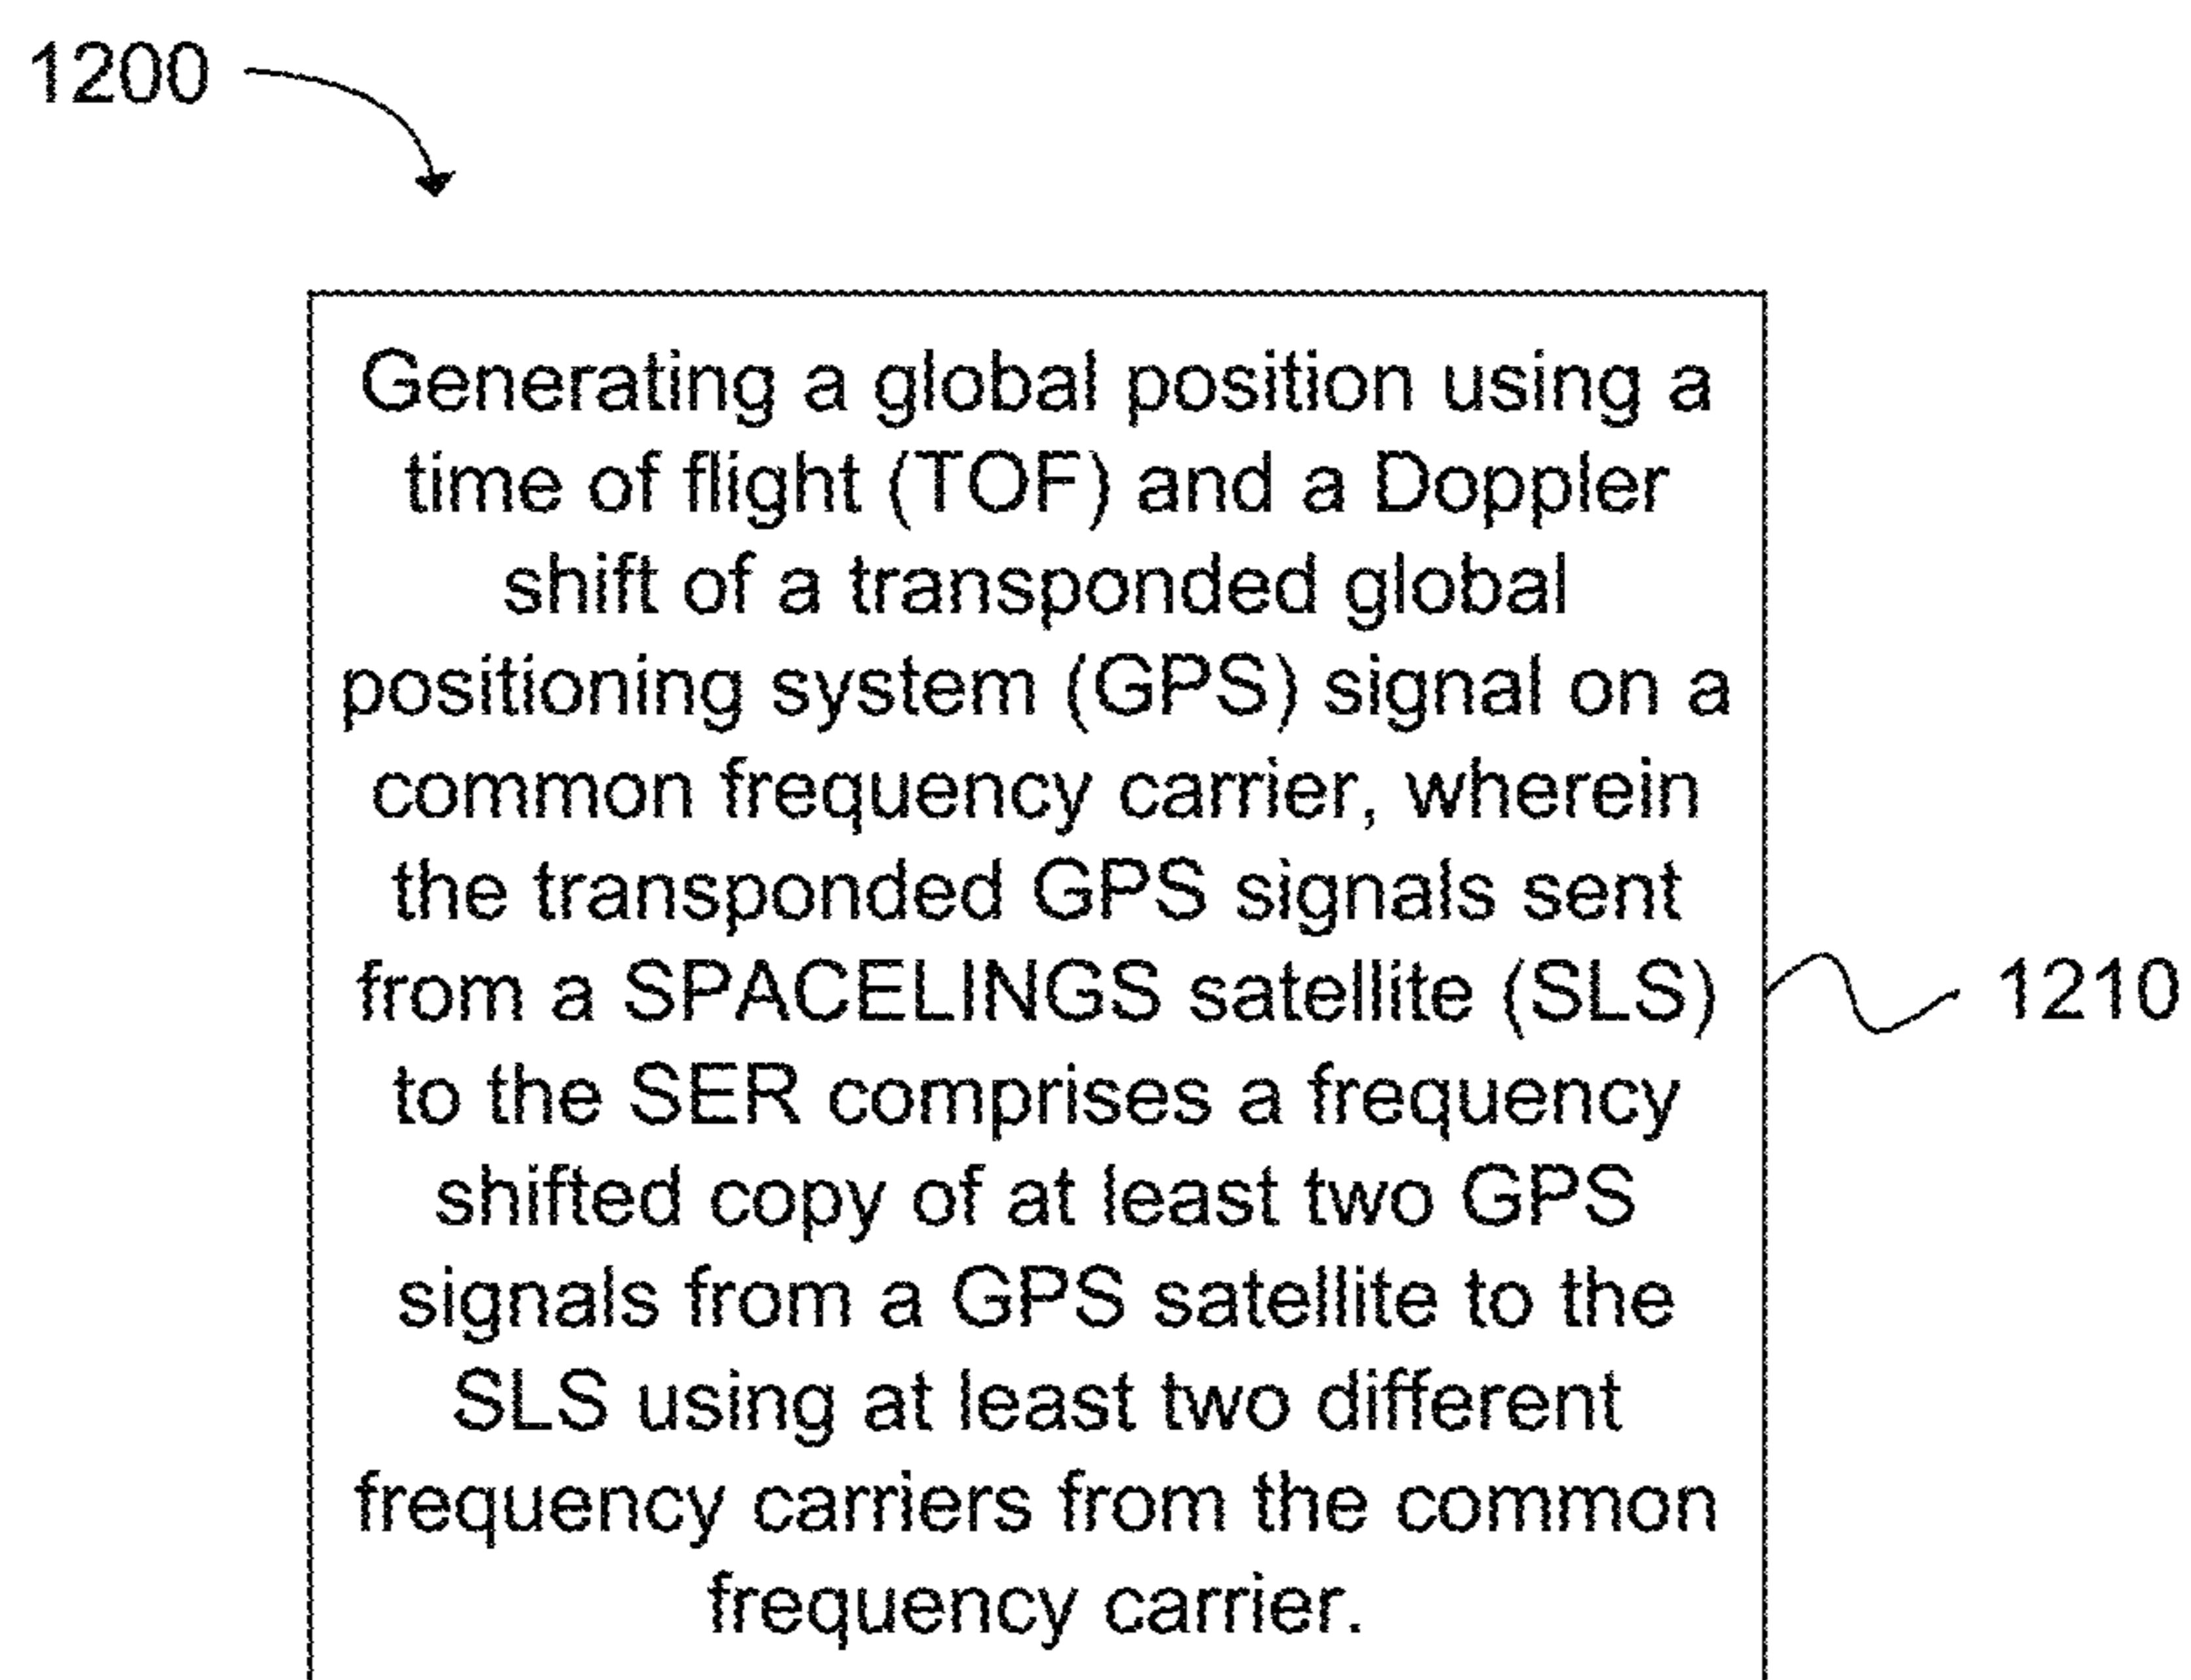 1200
Generating a global position using a
time of flight (TOF) and a Doppler
shift of a transponded global
positioning system (GPS) signal on a
common frequency carrier, wherein
the transponded GPS signals sent
from a SPACELINGS satellite (SLS)
to the SER comprises a frequency
shifted copy of at least two GPS
signals from a GPS satellite to the
SLS using at least two different
frequency carriers from the common
frequency carrier.
1210